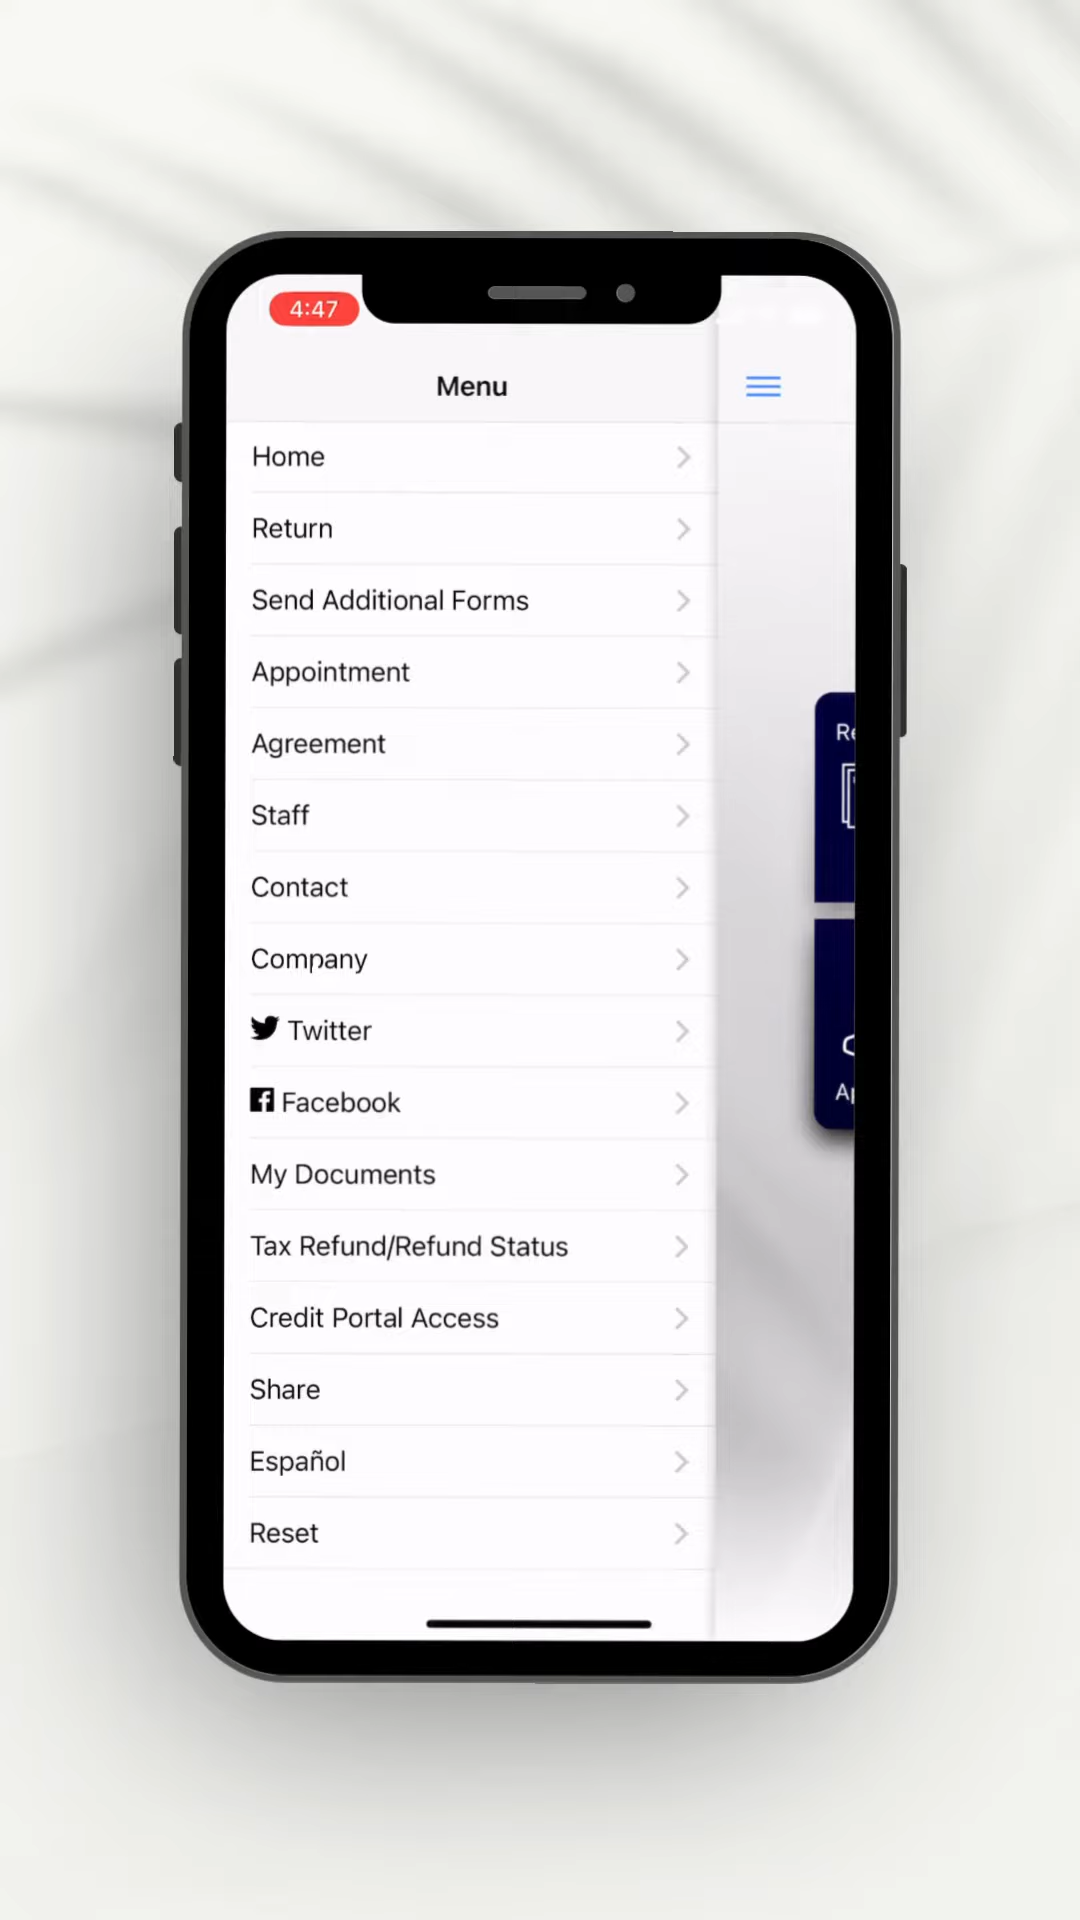 4:47
Menu
Home
Return
Send Additional Forms
Appointment
Agreement
Staff
Contact
Company
Twitter
Facebook
My Documents
Tax Refund/Refund Status
Credit Portal Access
Share
Español
Reset